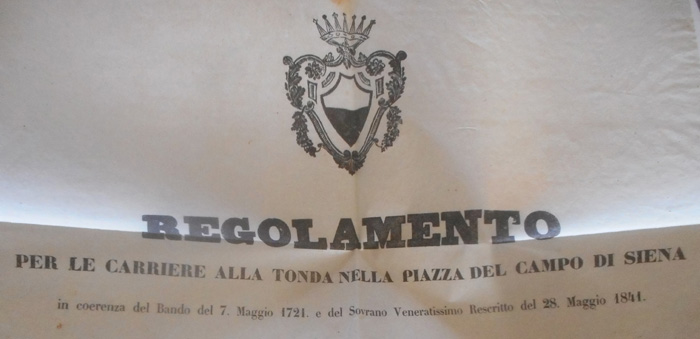 REGOLAMENTO
PER LE CARRIERE ALLA TONDA NELLA PIAZZA DEL CAMPO DI SIENA
in coerenza del Bando del 7. Maggio 1721. e del Sovrano Veneratissimo Rescritto del 28. Maggio 1841.